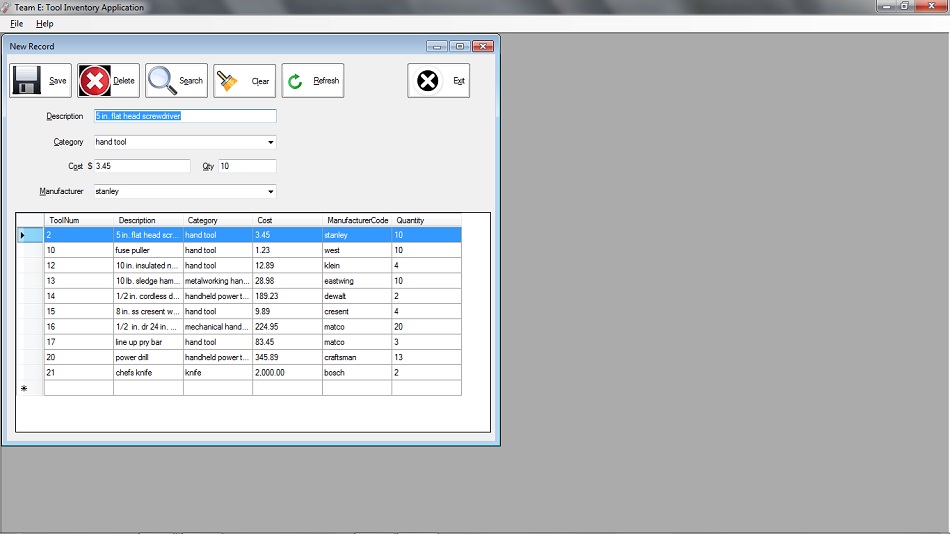 Team E: Tool Inventory Application
File Help
New Record
Save Delete Search Clear Refresh Exit
Description 5 in. flat head screwdriver
Category hand tool
Cost $ 3.45 Qty 10
Manufacturer stanley
ToolNum Description Category Cost ManufacturerCode Quantity
2 5 in. flat head scr... hand tool 3.45 stanley 10
10 fuse puller hand tool 1.23 west 10
12 10 in. insulated n... hand tool 12.89 klein 4
13 10 lb. sledge ham... metalworking han... 28.98 eastwing 10
14 1/2 in. cordless d... handheld power t... 189.23 dewalt 2
15 8 in. ss cresent w... hand tool 9.89 cresent 4
16 1/2 in. dr 24 in. ... mechanical hand... 224.95 matco 20
17 line up pry bar hand tool 83.45 matco 3
20 power drill handheld power t... 345.89 craftsman 13
21 chefs knife knife 2,000.00 bosch 2